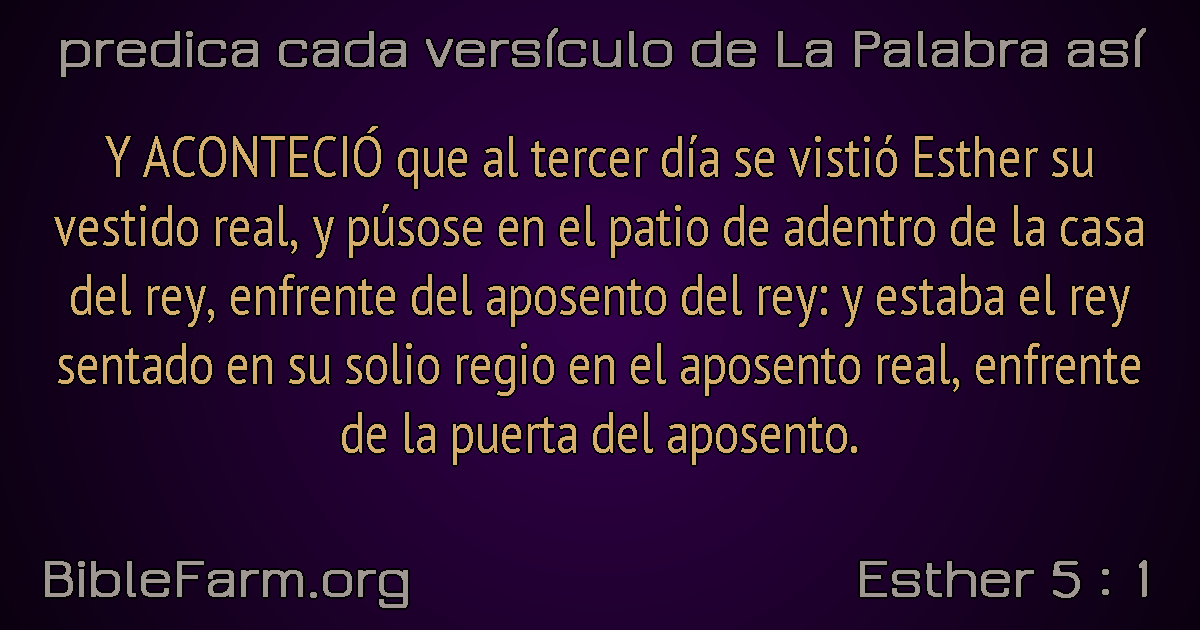 predica cada versículo de La Palabra así
Y ACONTECIÓ que al tercer día se vistió Esther su
vestido real, y púsose en el patio de adentro de la casa
del rey, enfrente del aposento del rey: y estaba el rey
sentado en su solio regio en el aposento real, enfrente
de la puerta del aposento.
BibleFarm.org
Esther 5 : 1